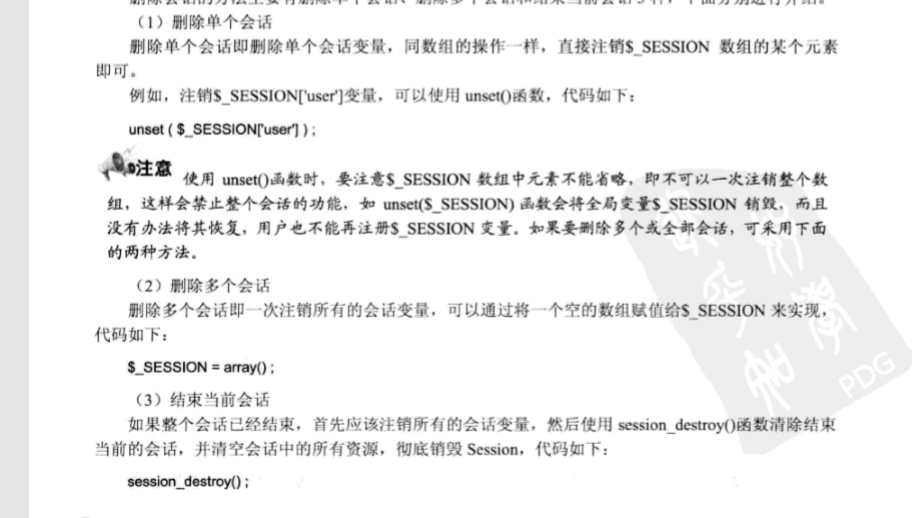 （1）删除单个会话
删除单个会话即删除单个会话变量，同数组的操作一样，直接注销$_SESSION 数组的某个元素
即可。
例如，注销$_SESSION['user']变量，可以使用 unset()函数，代码如下：
unset ( $_SESSION['user'] ) ;
注意
使用 unset()函数时，要注意$_SESSION 数组中元素不能省略，即不可以一次注销整个数
组，这样会禁止整个会话的功能，如 unset($_SESSION) 函数会将全局变量$_SESSION 销毁，而且
没有办法将其恢复，用户也不能再注册$_SESSION 变量。如果要删除多个或全部会话，可采用下面
的两种方法。
（2）删除多个会话
删除多个会话即一次注销所有的会话变量，可以通过将一个空的数组赋值给$_SESSION 来实现，
代码如下：
$_SESSION = array() ;
（3）结束当前会话
如果整个会话已经结束，首先应该注销所有的会话变量，然后使用 session_destroy()函数清除结束
当前的会话，并清空会话中的所有资源，彻底销毁 Session，代码如下：
session_destroy() ;
PDG